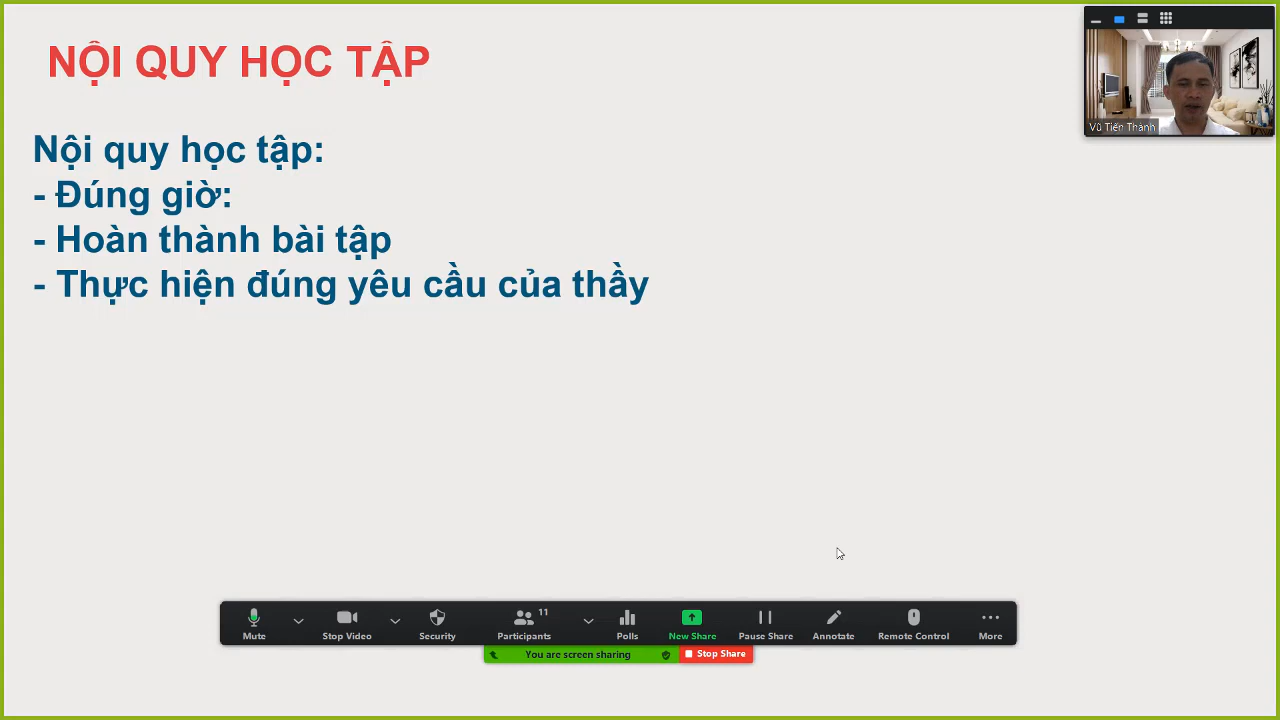 NỘI QUY HỌC TẬP
Vũ Tiến Thành
Nội quy học tập:
- Đúng giờ:
- Hoàn thành bài tập
- Thực hiện đúng yêu cầu của thầy
Mute
Stop Video
Security
Participants 11
Polls
New Share
Pause Share
Annotate
Remote Control
More
You are screen sharing
Stop Share